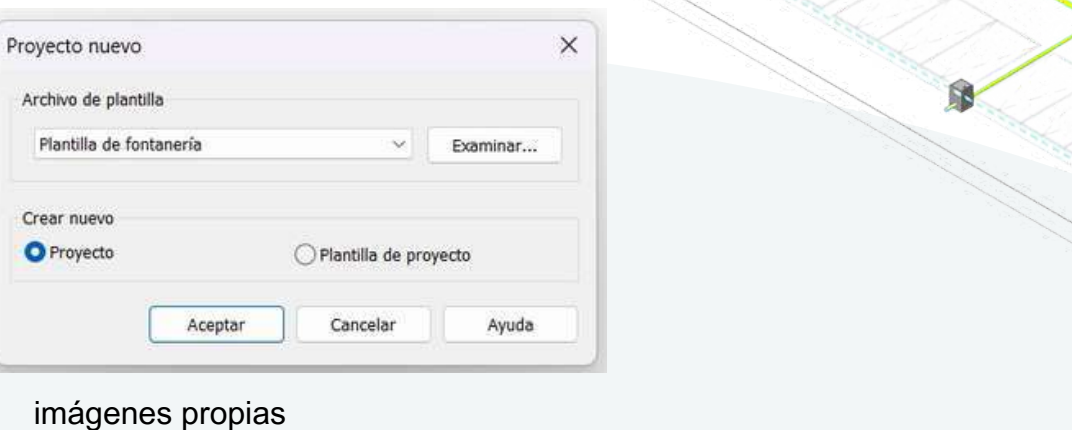 Proyecto nuevo
Archivo de plantilla
Plantilla de fontanería
Examinar...
Crear nuevo
Proyecto
Plantilla de proyecto
Aceptar
Cancelar
Ayuda
imágenes propias